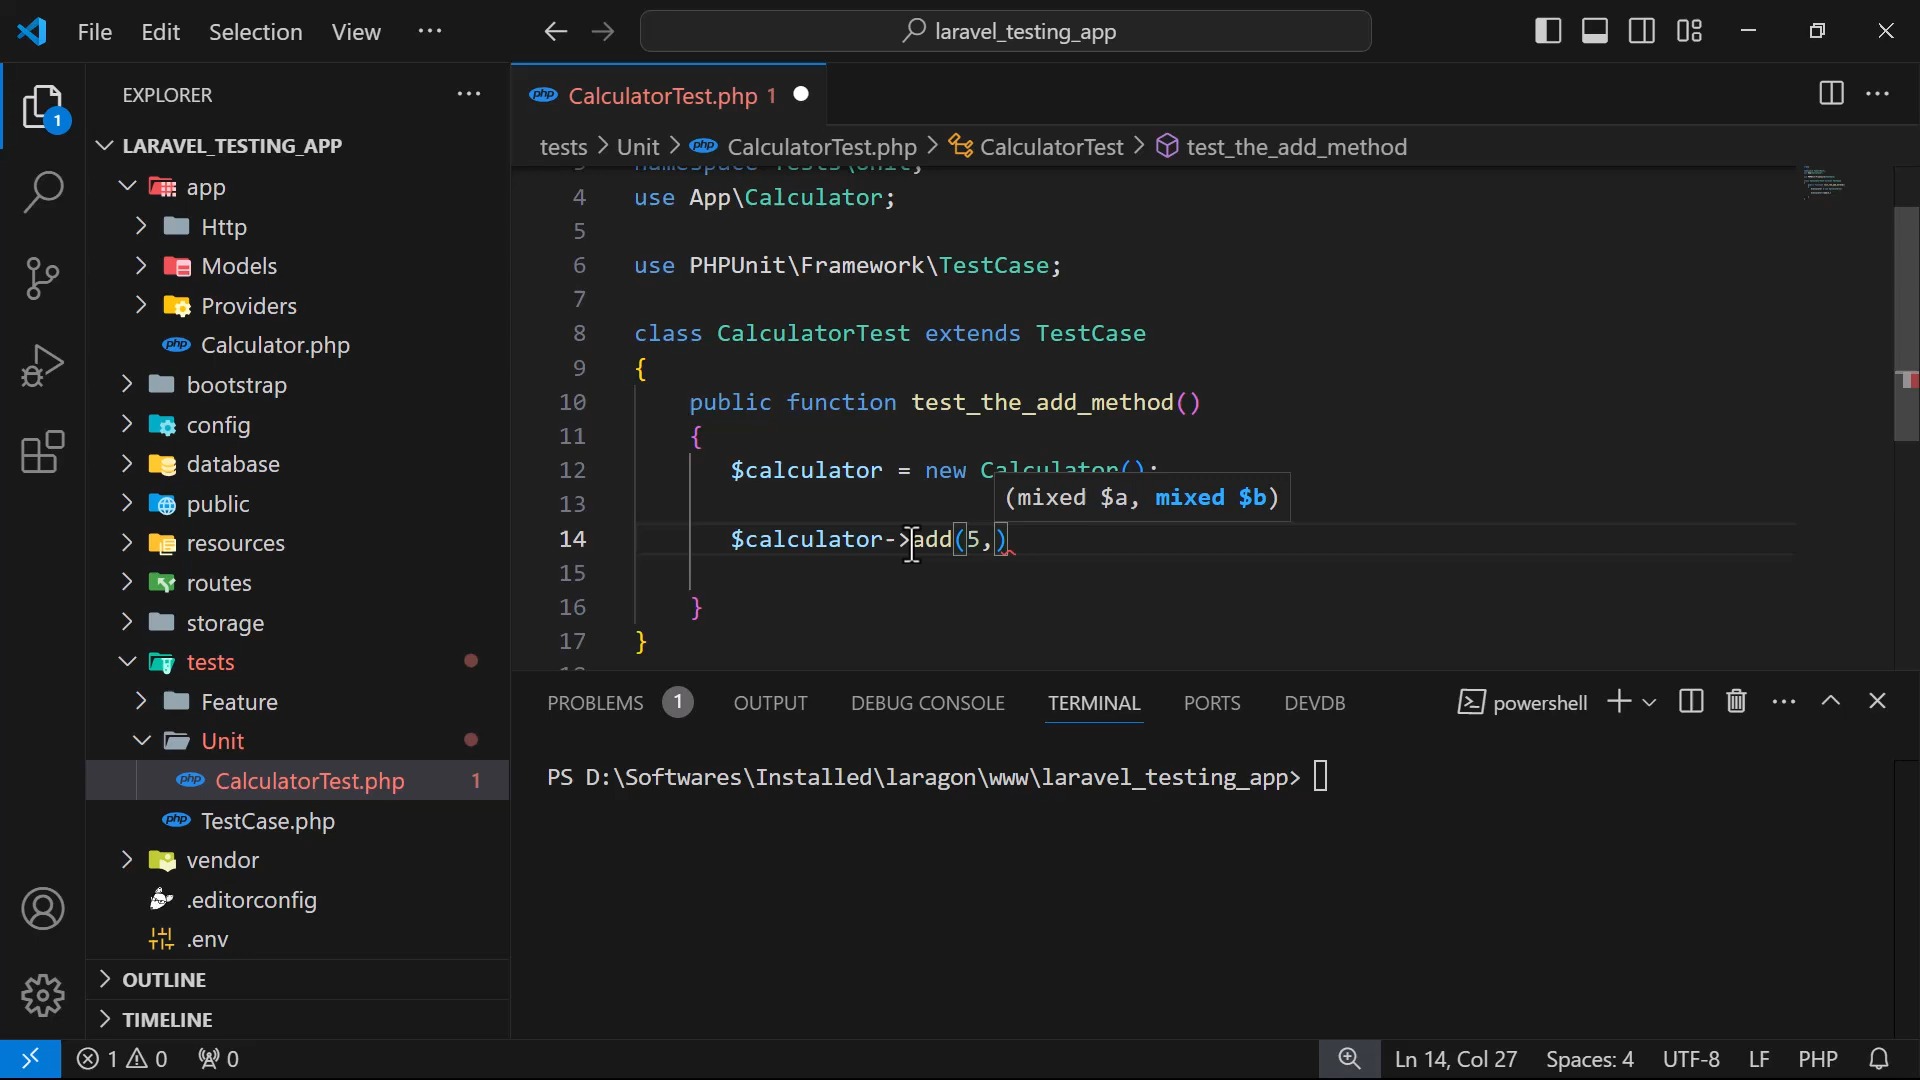 File Edit Selection View ··· laravel_testing_app
EXPLORER
LARAVEL_TESTING_APP
app
Http
Models
Providers
Calculator.php
bootstrap
config
database
public
resources
routes
storage
tests
Feature
Unit
CalculatorTest.php 1
TestCase.php
vendor
.editorconfig
.env
OUTLINE
TIMELINE
1
CalculatorTest.php 1
tests > Unit > CalculatorTest.php > CalculatorTest > test_the_add_method
4 use App\Calculator;
5
6 use PHPUnit\Framework\TestCase;
7
8 class CalculatorTest extends TestCase
9 {
10 public function test_the_add_method()
11 {
12 $calculator = new Calculator();
(mixed $a, mixed $b)
13
14 $calculator->add(5,)
15
16 }
17 }
PROBLEMS 1 OUTPUT DEBUG CONSOLE TERMINAL PORTS DEVDB powershell
PS D:\Softwares\Installed\laragon\www\laravel_testing_app>
1 0 0 Ln 14, Col 27 Spaces: 4 UTF-8 LF PHP